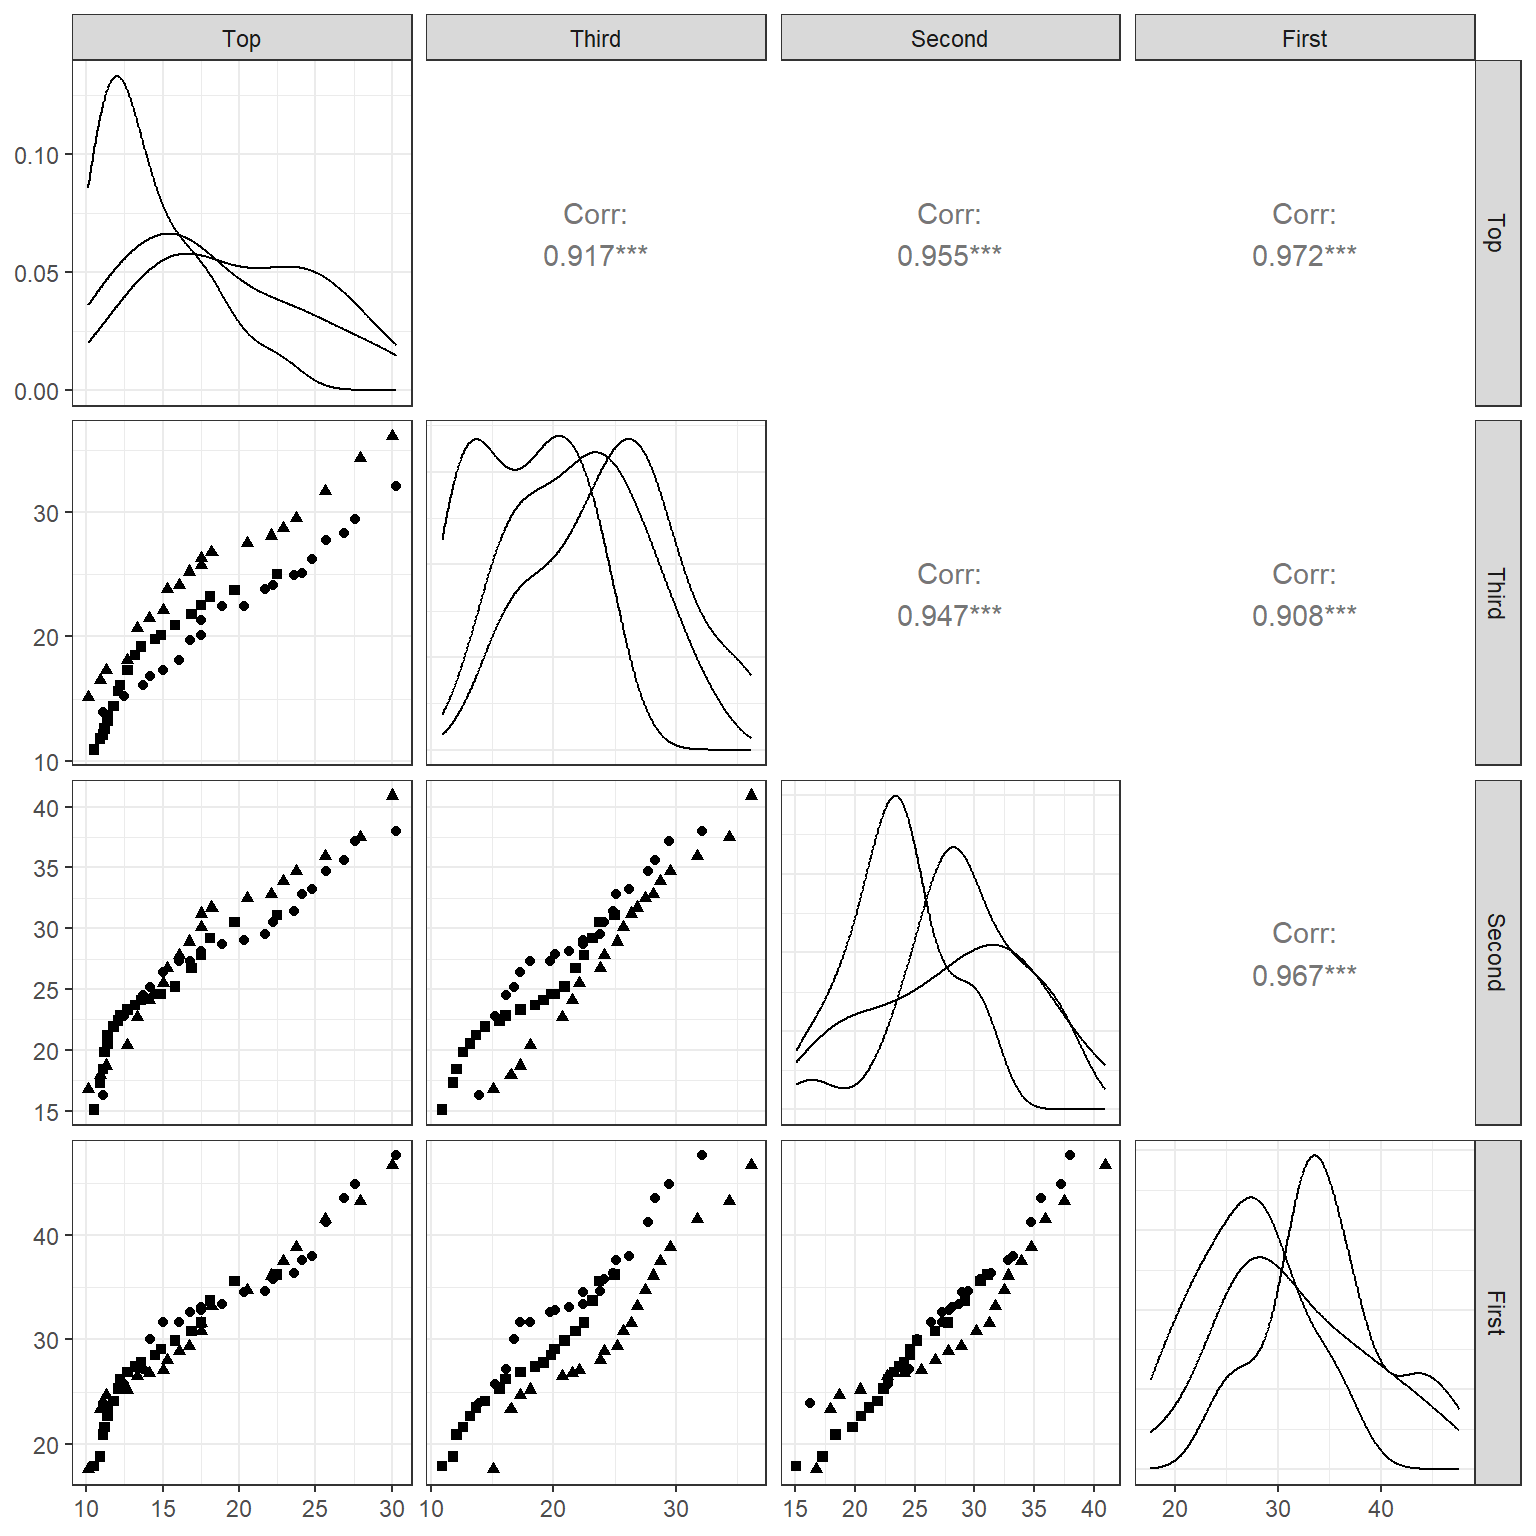 Top Third Second First
0.10
0.05
0.00
Corr:
0.917***
Corr:
0.955***
Corr:
0.972***
Top
30
20
10
Corr:
0.947***
Corr:
0.908***
Third
40
35
30
25
20
15
Corr:
0.967***
Second
40
30
20
First
10 15 20 25 30 10 20 30 15 20 25 30 35 40 20 30 40